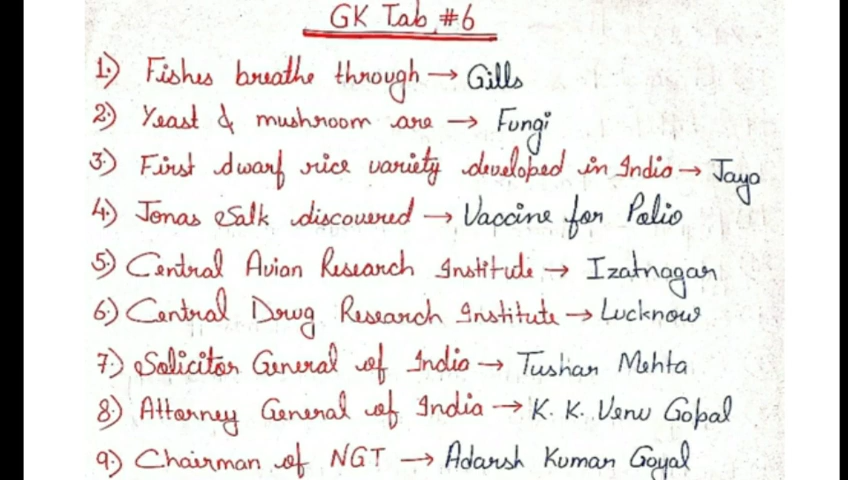 GK Tab #6
1.) Fishes breathe through → Gills
2.) Yeast & mushroom are → Fungi
3.) First dwarf rice variety developed in India → Jaya
4.) Jonas Salk discovered → Vaccine for Polio
5.) Central Avian Research Institute → Izatnagar
6.) Central Drug Research Institute → Lucknow
7.) Solicitor General of India → Tushar Mehta
8.) Attorney General of India → K. K. Venu Gopal
9.) Chairman of NGT → Adarsh Kumar Goyal